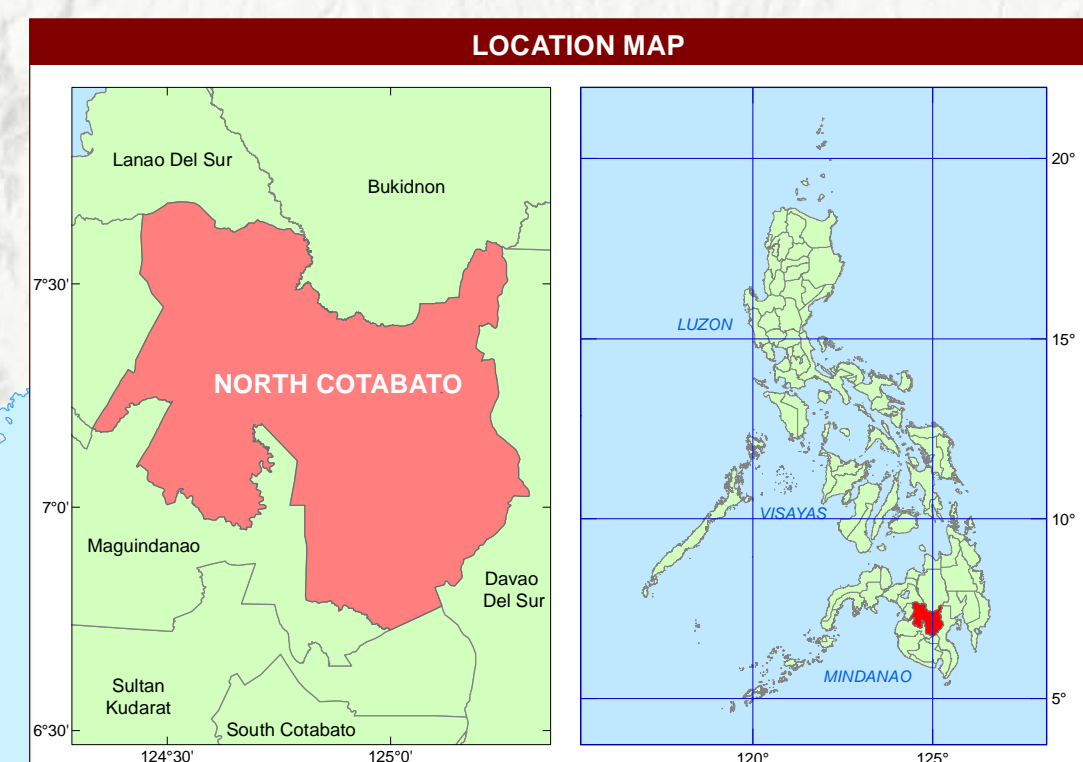 LOCATION MAP
Lanao Del Sur
Bukidnon
7°30'
NORTH COTABATO
7°0'
Maguindanao
Davao
Del Sur
Sultan
Kudarat
South Cotabato
6°30'
124°30'
125°0'
20°
LUZON
15°
VISAYAS
10°
MINDANAO
5°
120°
125°